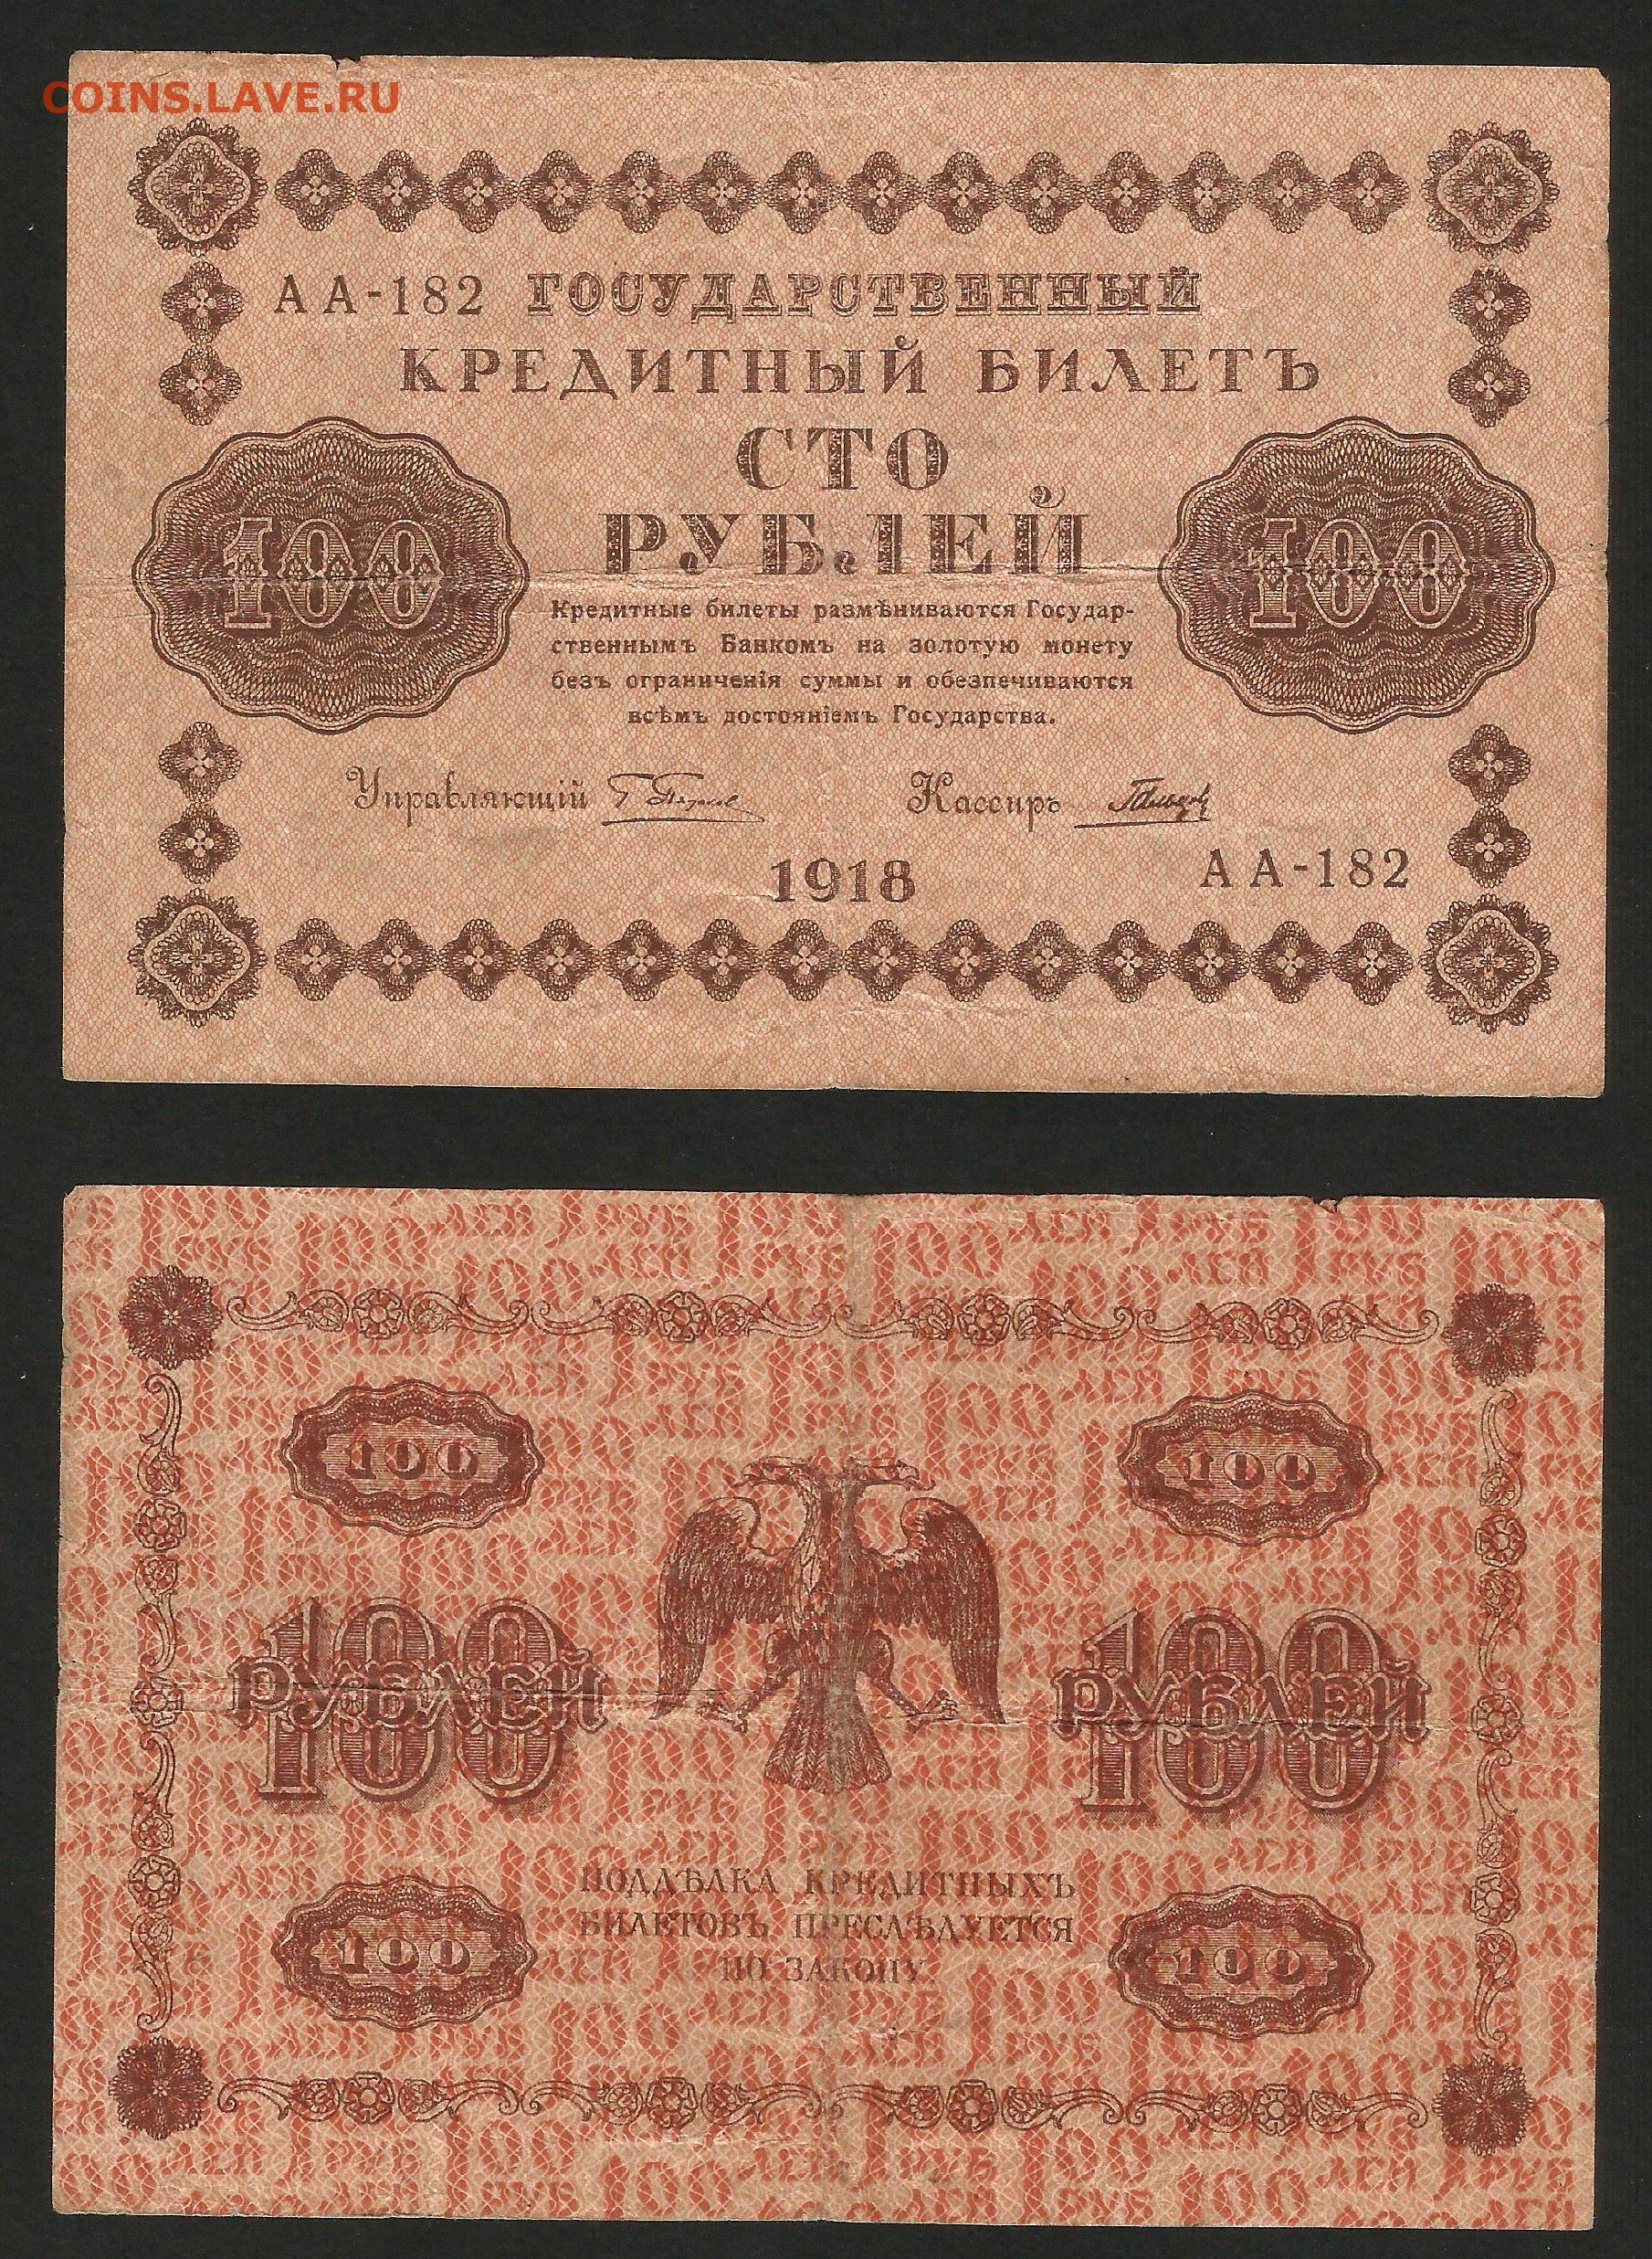 COINS.LAVE.RU
АА-182 ГОСУДАРСТВЕННЫЙ
КРЕДИТНЫЙ БИЛЕТЪ
СТО
РУБЛЕЙ
100 100
Кредитные билеты размѣниваются Государ-
ственнымъ Банкомъ на золотую монету
безъ ограниченія суммы и обезпечиваются
всѣмъ достояніемъ Государства.
Управляющій Кассиръ
1918 АА-182
100 100
100 100
РУБЛЕЙ РУБЛЕЙ
100 100
ПОДДѢЛКА КРЕДИТНЫХЪ
БИЛЕТОВЪ ПРЕСЛѢДУЕТСЯ
ПО ЗАКОНУ.
100 100